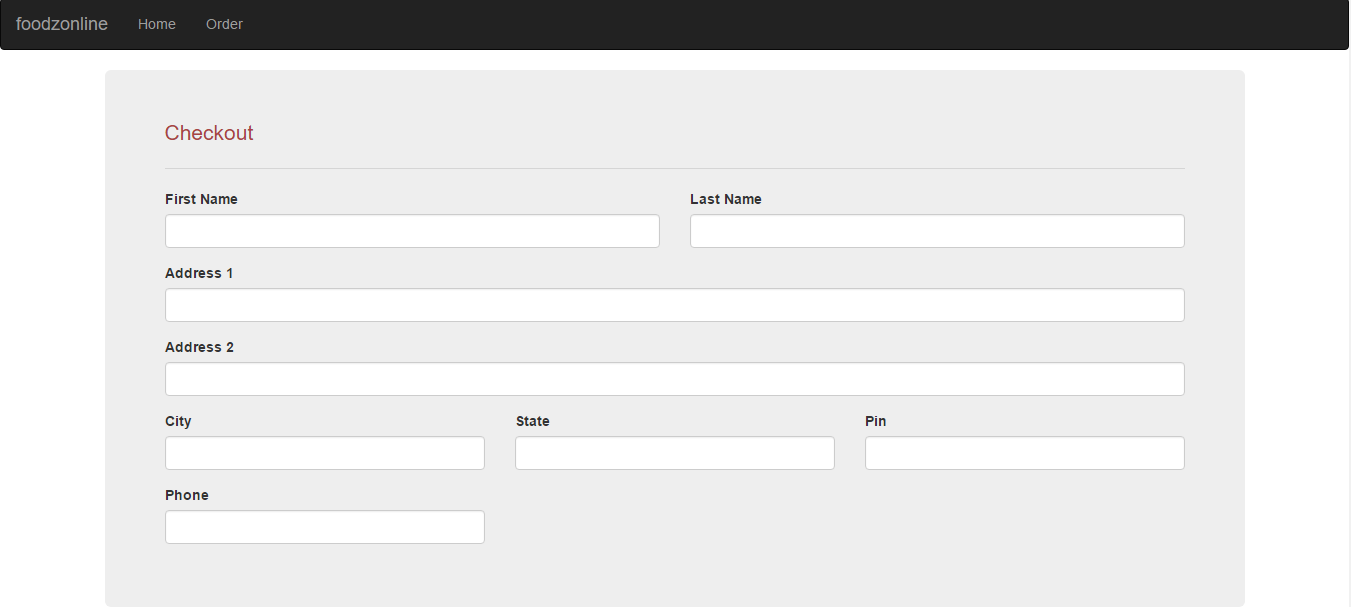 foodzonline Home Order
Checkout
First Name Last Name
Address 1
Address 2
City State Pin
Phone